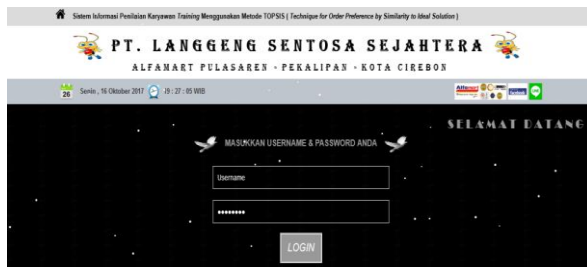 Sistem Informasi Penilaian Karyawan Training Menggunakan Metode TOPSIS ( Technique for Order Preference by Similarity to Ideal Solution )
PT. LANGGENG SENTOSA SEJAHTERA
ALFAMART PULASAREN - PEKALIPAN - KOTA CIREBON
26 Senin , 16 Oktober 2017 19 : 27 : 05 WIB
Alfamart
SELAMAT DATANG
MASUKKAN USERNAME & PASSWORD ANDA
Username
••••••••
LOGIN